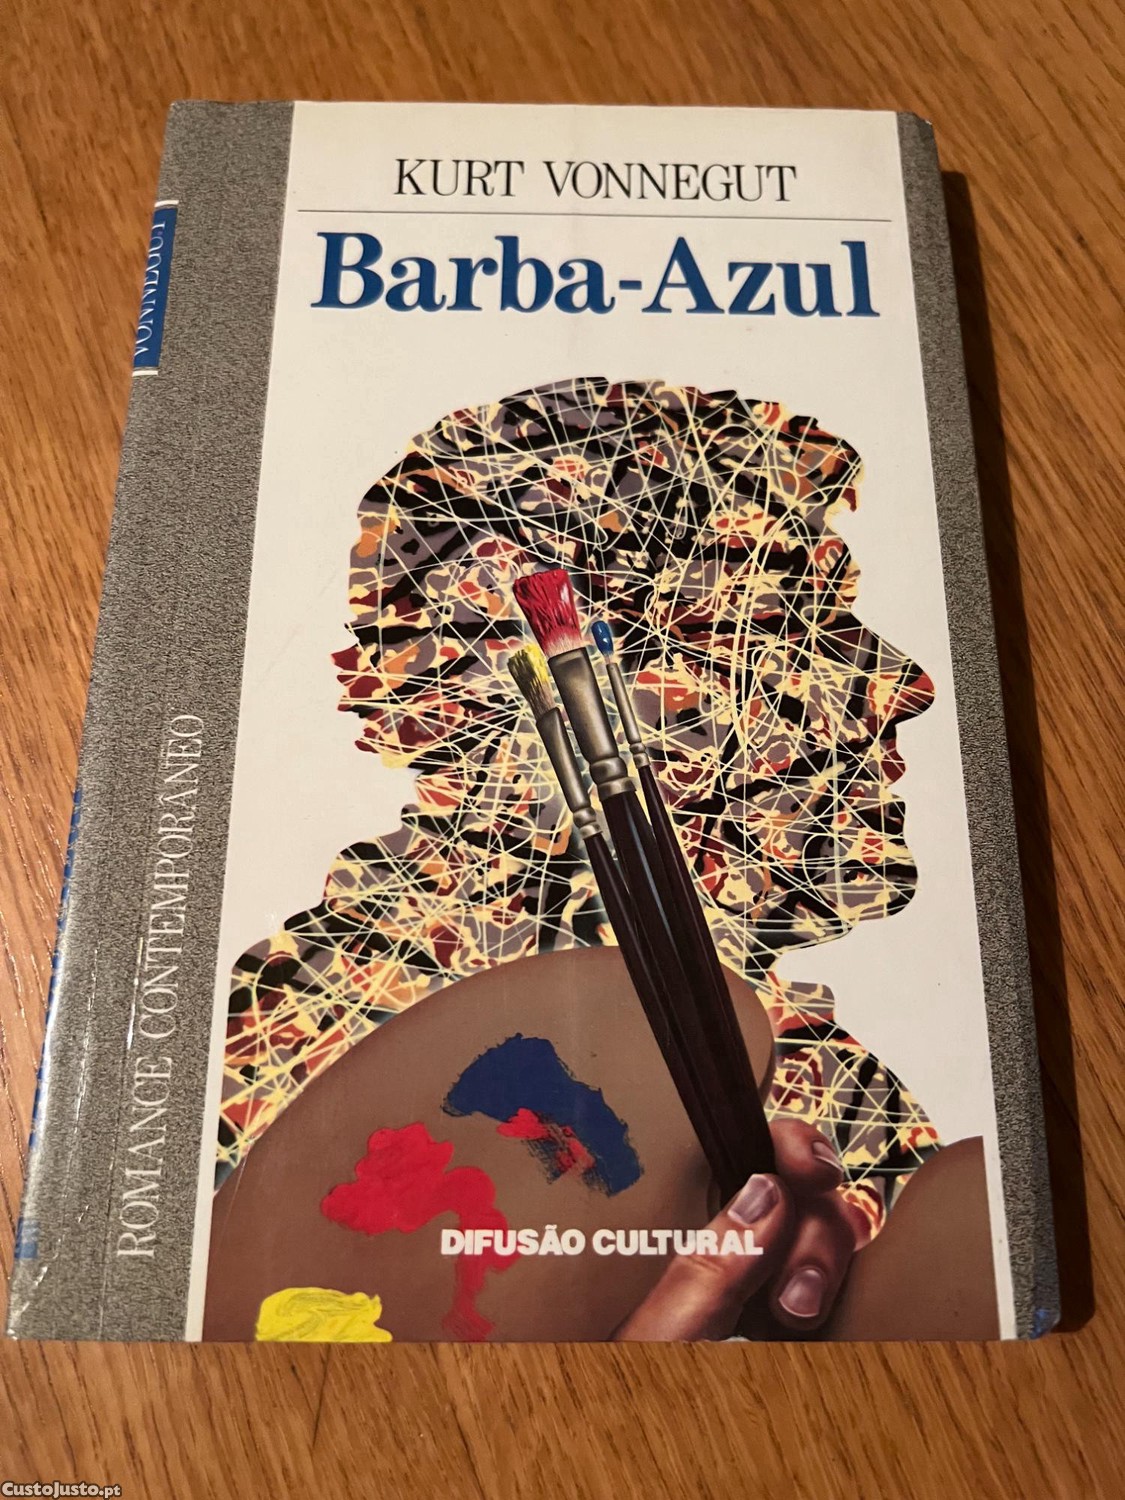 KURT VONNEGUT
Barba-Azul
VONNEGUT
ROMANCE CONTEMPORÂNEO
DIFUSÃO CULTURAL
CustoJusto.pt